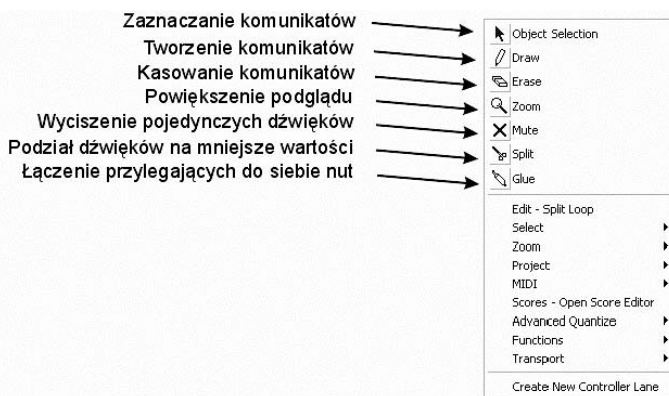 Zaznaczanie komunikatów
Tworzenie komunikatów
Kasowanie komunikatów
Powiększenie podglądu
Wyciszenie pojedynczych dźwięków
Podział dźwięków na mniejsze wartości
Łączenie przylegających do siebie nut
Object Selection
Draw
Erase
Zoom
Mute
Split
Glue
Edit - Split Loop
Select
Zoom
Project
MIDI
Scores - Open Score Editor
Advanced Quantize
Functions
Transport
Create New Controller Lane